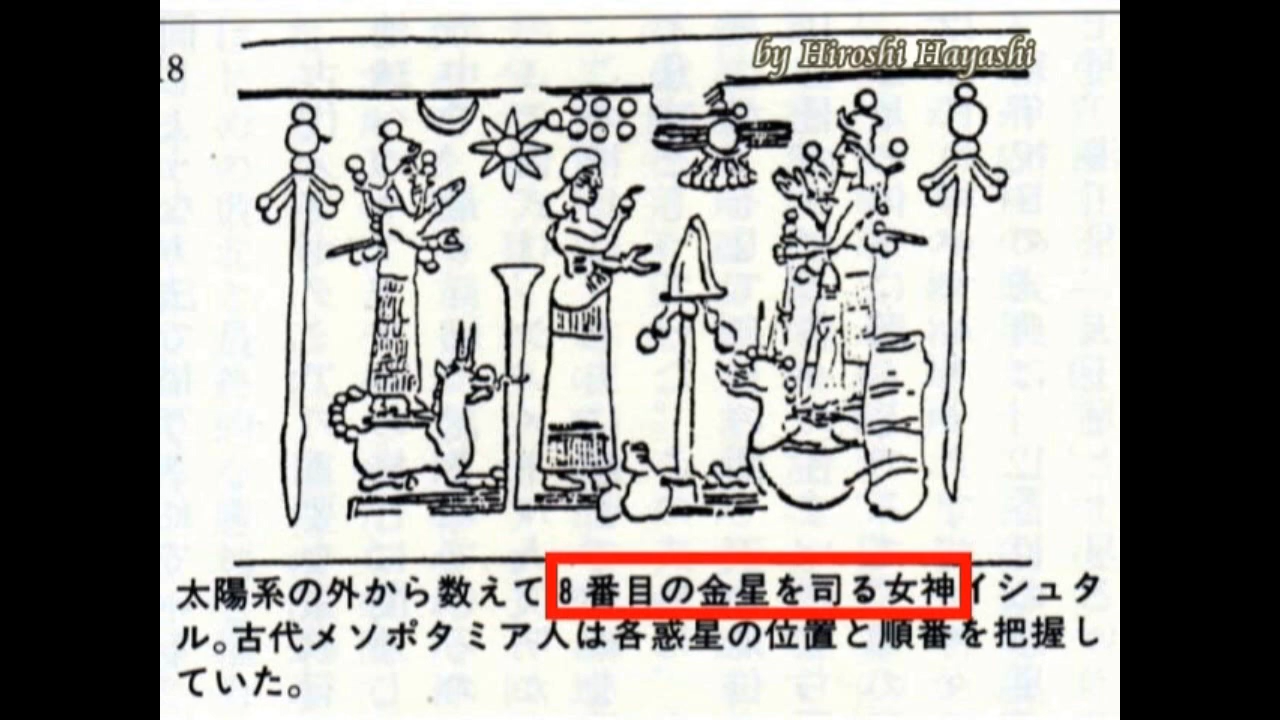 .8
by Hiroshi Hayashi
太陽系の外から数えて8番目の金星を司る女神イシュタ
ル。古代メソポタミア人は各惑星の位置と順番を把握し
ていた。